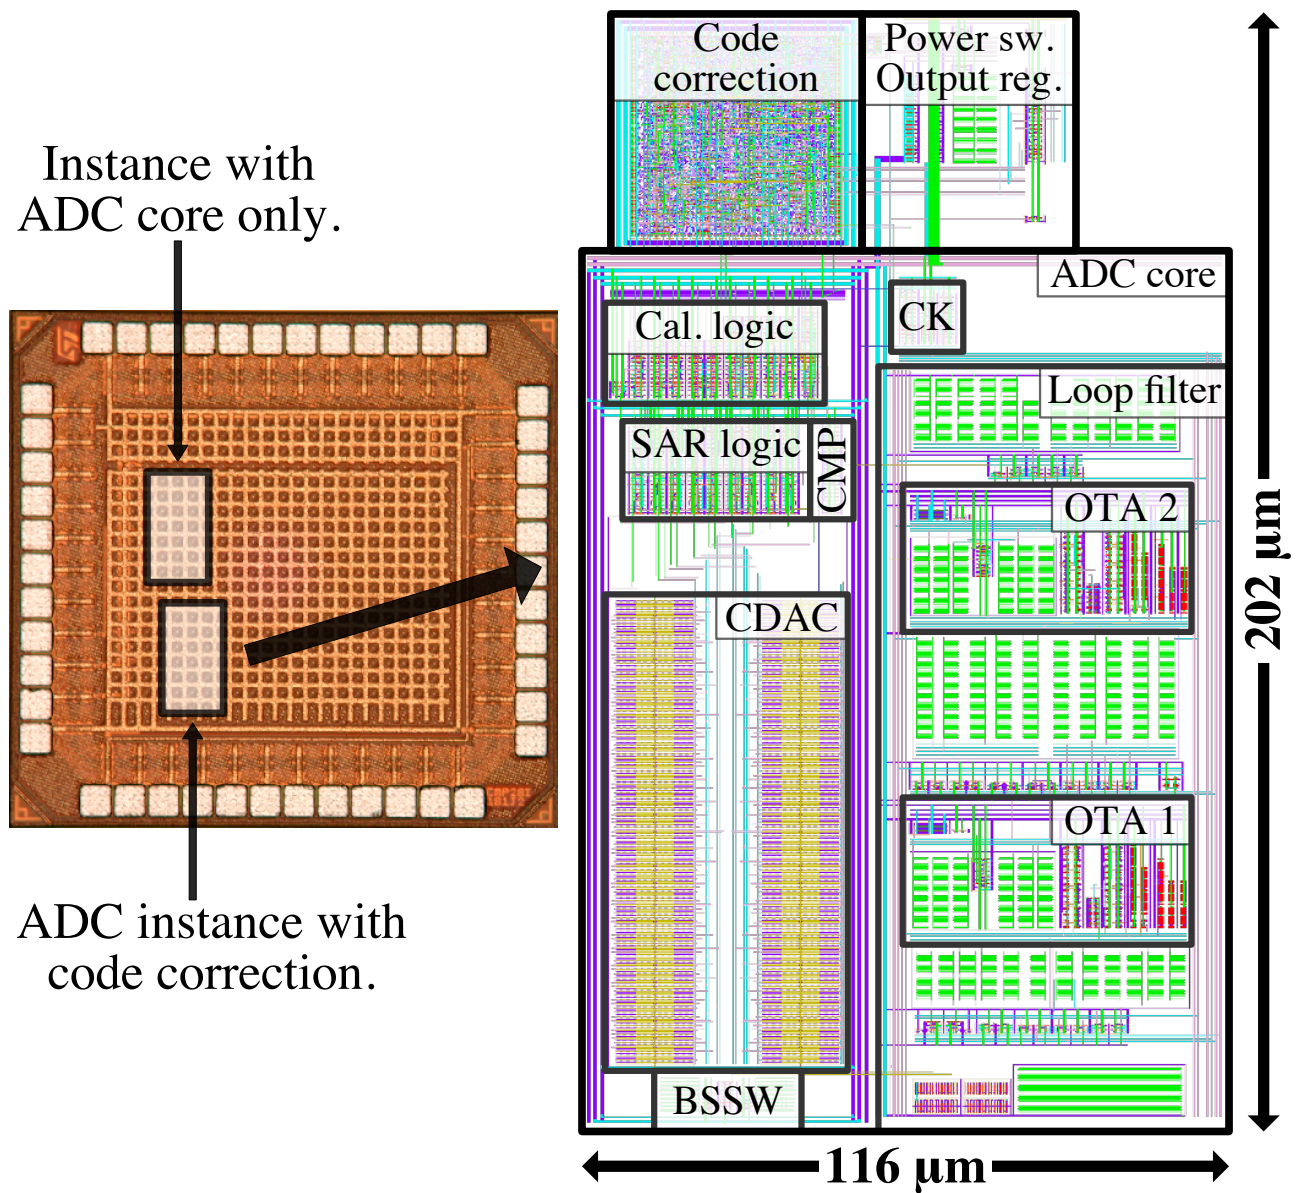 Instance with
ADC core only.
ADC instance with
code correction.
Code
correction
Power sw.
Output reg.
ADC core
CK
Cal. logic
Loop filter
SAR logic
CMP
OTA 2
CDAC
OTA 1
BSSW
202 μm
116 μm